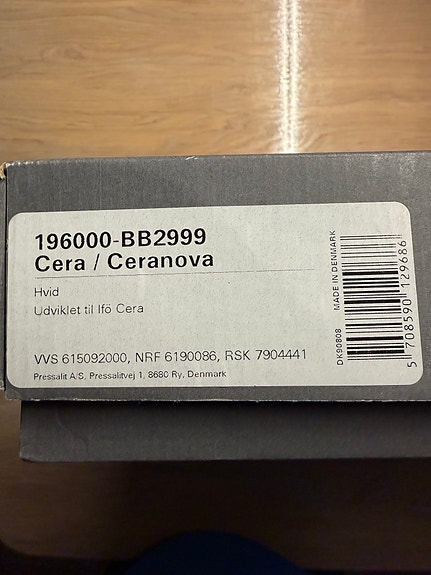 196000-BB2999
Cera / Ceranova
Hvid
Udviklet til Ifö Cera
VVS 615092000, NRF 6190086, RSK 7904441
Pressalit A/S, Pressalitvej 1, 8680 Ry, Denmark
DK90808 MADE IN DENMARK
5 708590 129686